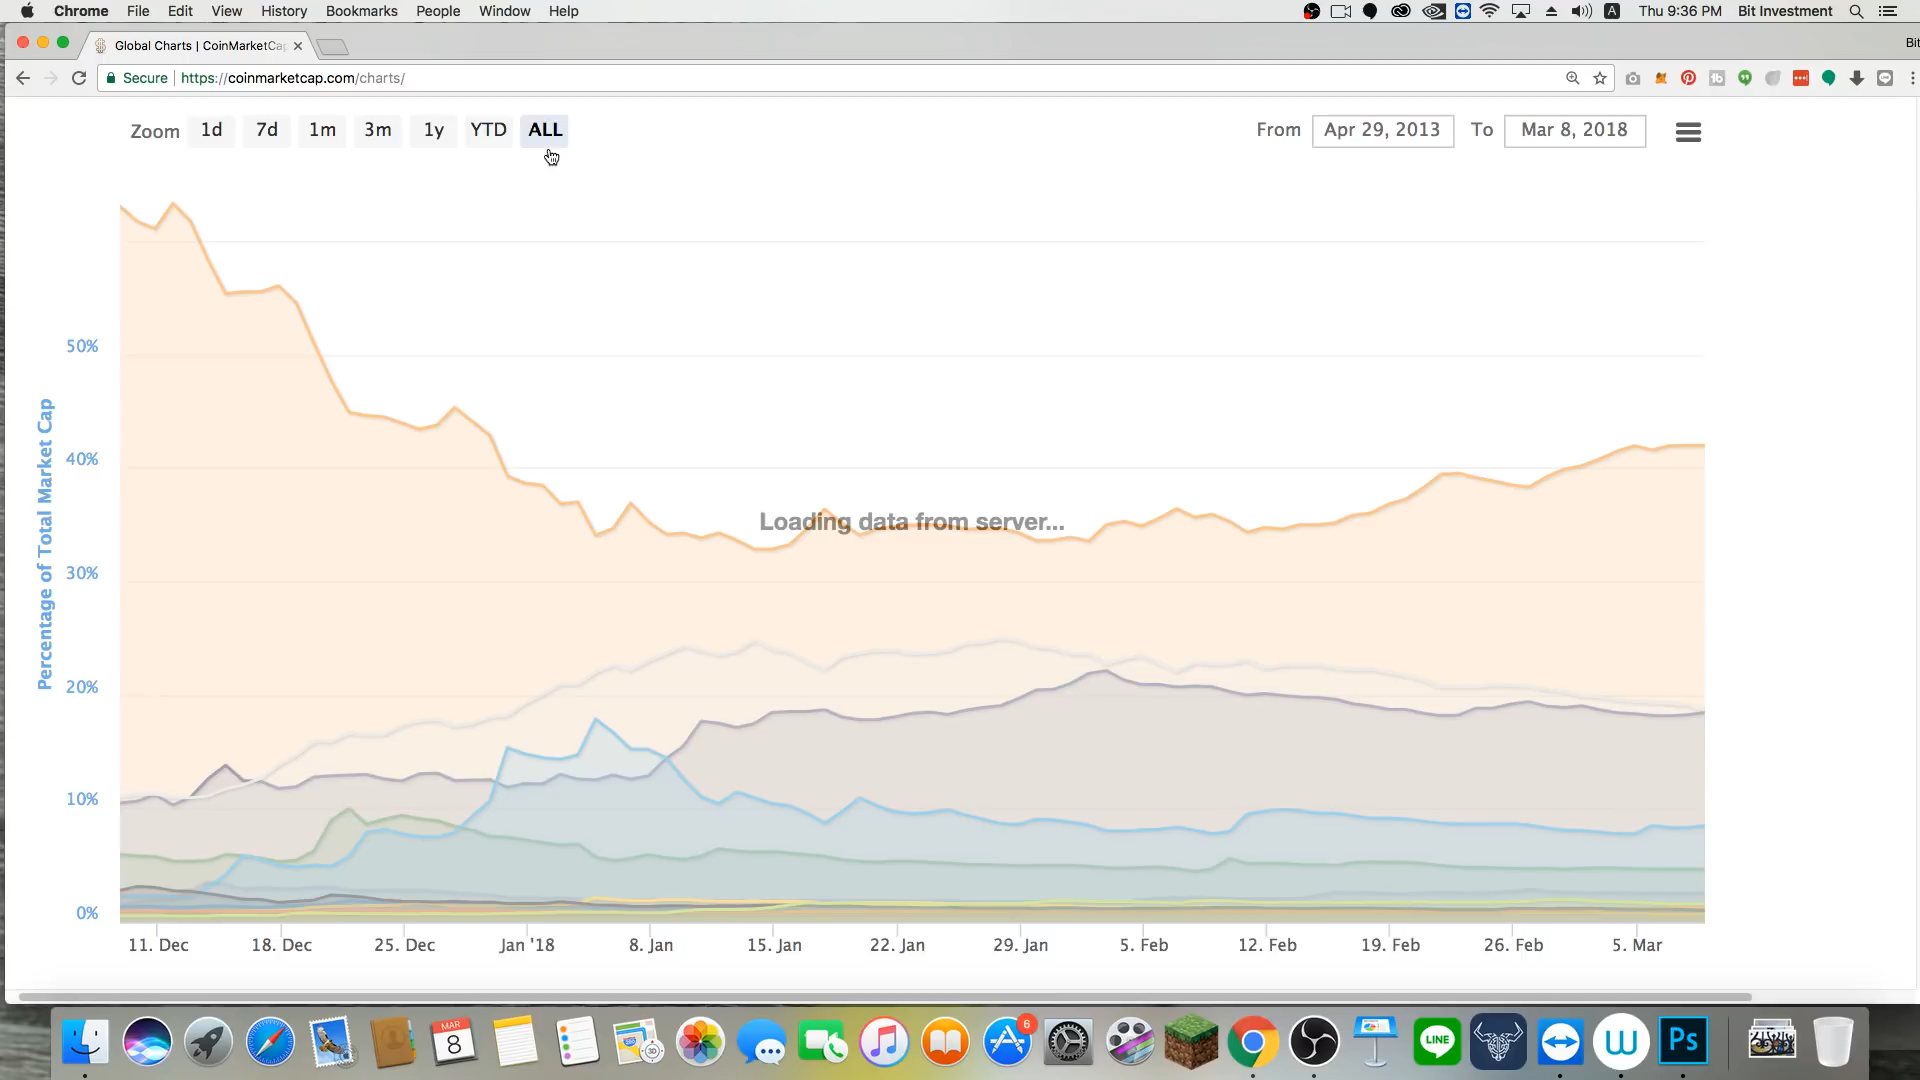 Chrome File Edit View History Bookmarks People Window Help Thu 9:36 PM Bit Investment
Global Charts | CoinMarketCap
Bit
Secure https://coinmarketcap.com/charts/
Zoom 1d 7d 1m 3m 1y YTD ALL From Apr 29, 2013 To Mar 8, 2018
Percentage of Total Market Cap
50%
40%
30%
20%
10%
0%
Loading data from server...
11. Dec 18. Dec 25. Dec Jan '18 8. Jan 15. Jan 22. Jan 29. Jan 5. Feb 12. Feb 19. Feb 26. Feb 5. Mar
MAR
8
6
LINE
W
Ps